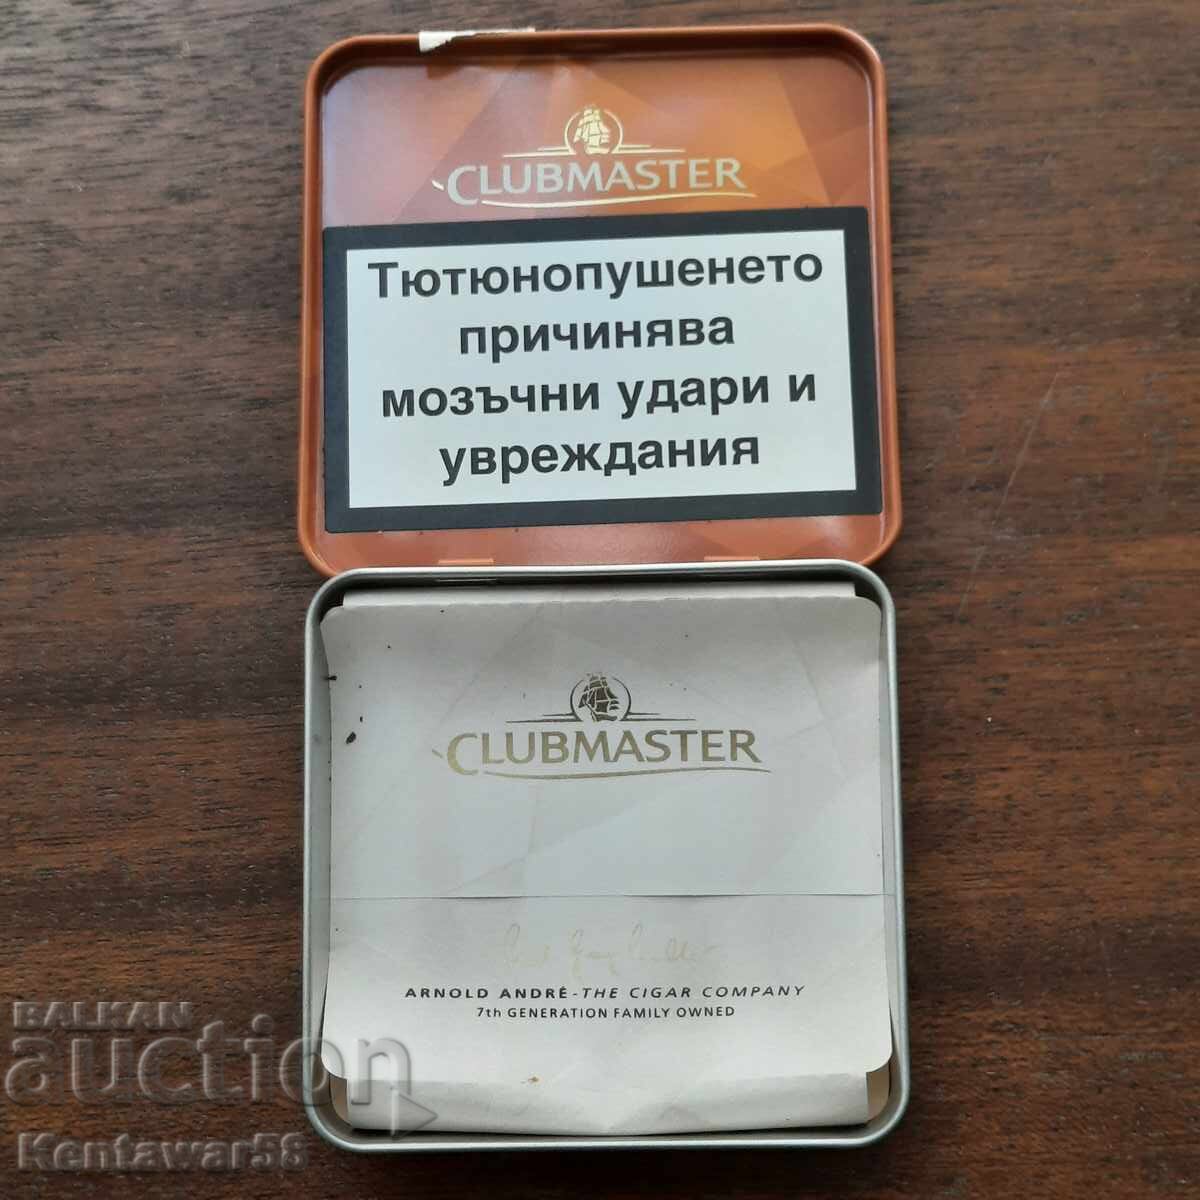 CLUBMASTER
Тютюнопушенето
причинява
мозъчни удари и
увреждания
CLUBMASTER
ARNOLD ANDRÉ - THE CIGAR COMPANY
7th GENERATION FAMILY OWNED
BALKAN
auction
Kentawar58